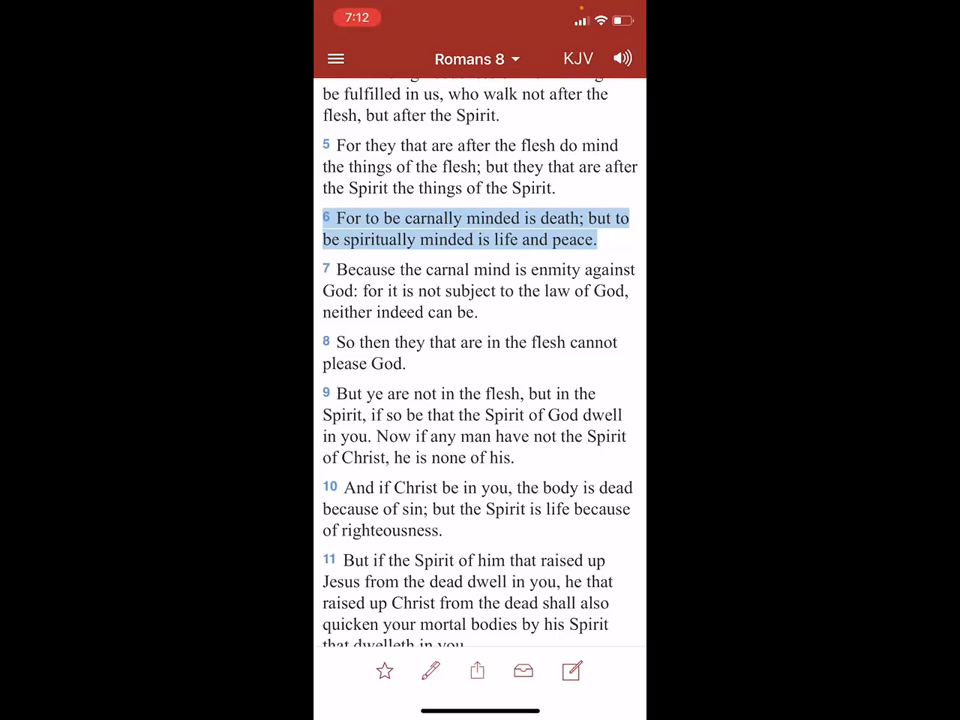 7:12
Romans 8
KJV
be fulfilled in us, who walk not after the
flesh, but after the Spirit.
5 For they that are after the flesh do mind
the things of the flesh; but they that are after
the Spirit the things of the Spirit.
6 For to be carnally minded is death; but to
be spiritually minded is life and peace.
7 Because the carnal mind is enmity against
God: for it is not subject to the law of God,
neither indeed can be.
8 So then they that are in the flesh cannot
please God.
9 But ye are not in the flesh, but in the
Spirit, if so be that the Spirit of God dwell
in you. Now if any man have not the Spirit
of Christ, he is none of his.
10 And if Christ be in you, the body is dead
because of sin; but the Spirit is life because
of righteousness.
11 But if the Spirit of him that raised up
Jesus from the dead dwell in you, he that
raised up Christ from the dead shall also
quicken your mortal bodies by his Spirit
that dwelleth in you